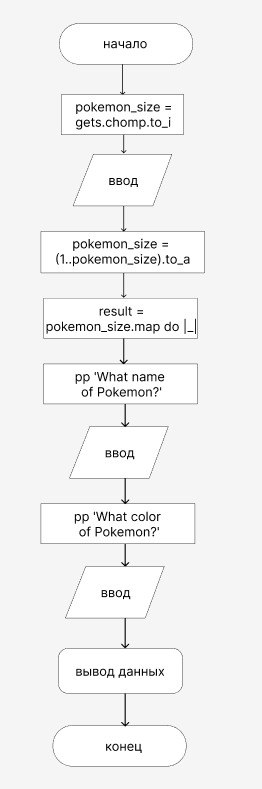 начало
pokemon_size =
gets.chomp.to_i
ввод
pokemon_size =
(1..pokemon_size).to_a
result =
pokemon_size.map do |_|
pp 'What name
of Pokemon?'
ввод
pp 'What color
of Pokemon?'
ввод
вывод данных
конец